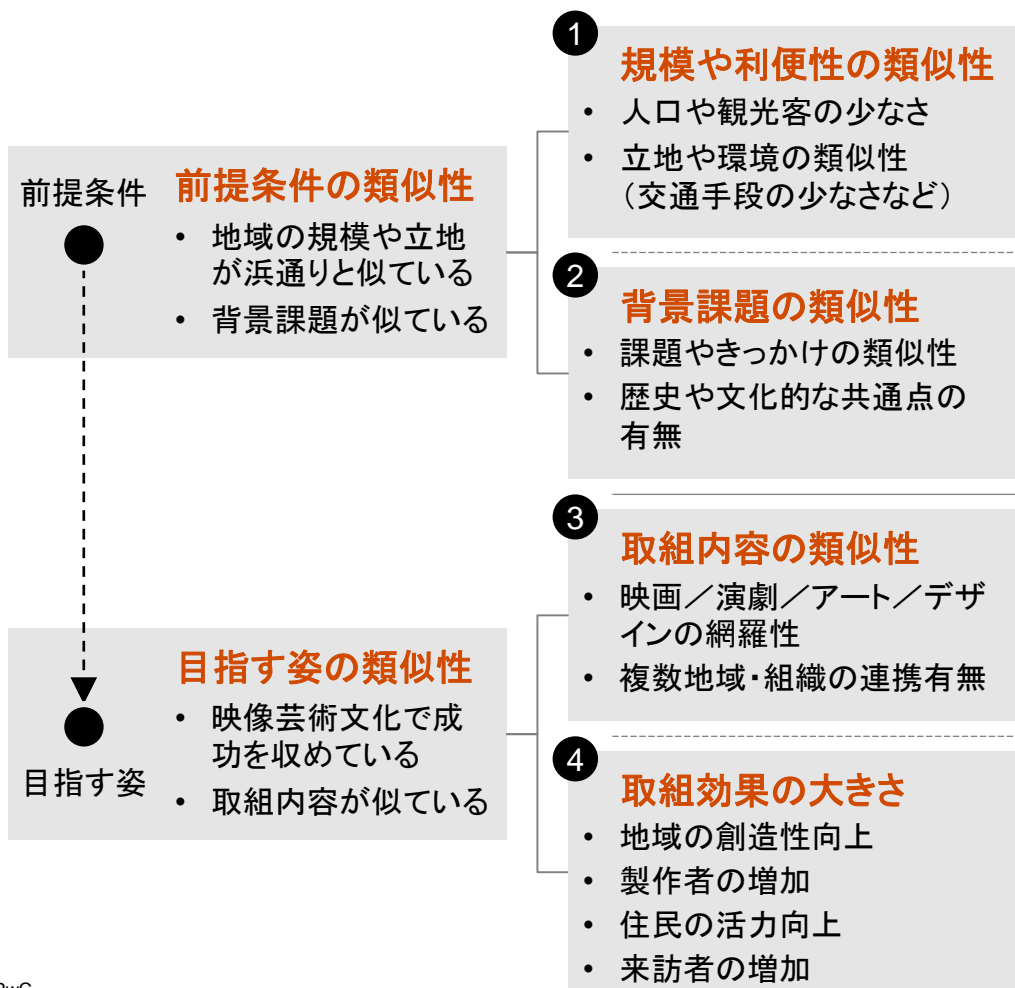 前提条件
前提条件の類似性
• 地域の規模や立地
が浜通りと似ている
• 背景課題が似ている
目指す姿の類似性
• 映像芸術文化で成
功を収めている
• 取組内容が似ている
目指す姿
1
規模や利便性の類似性
• 人口や観光客の少なさ
• 立地や環境の類似性
（交通手段の少なさなど）
2
背景課題の類似性
• 課題やきっかけの類似性
• 歴史や文化的な共通点の
有無
3
取組内容の類似性
• 映画／演劇／アート／デザ
インの網羅性
• 複数地域・組織の連携有無
4
取組効果の大きさ
• 地域の創造性向上
• 製作者の増加
• 住民の活力向上
• 来訪者の増加
PwC